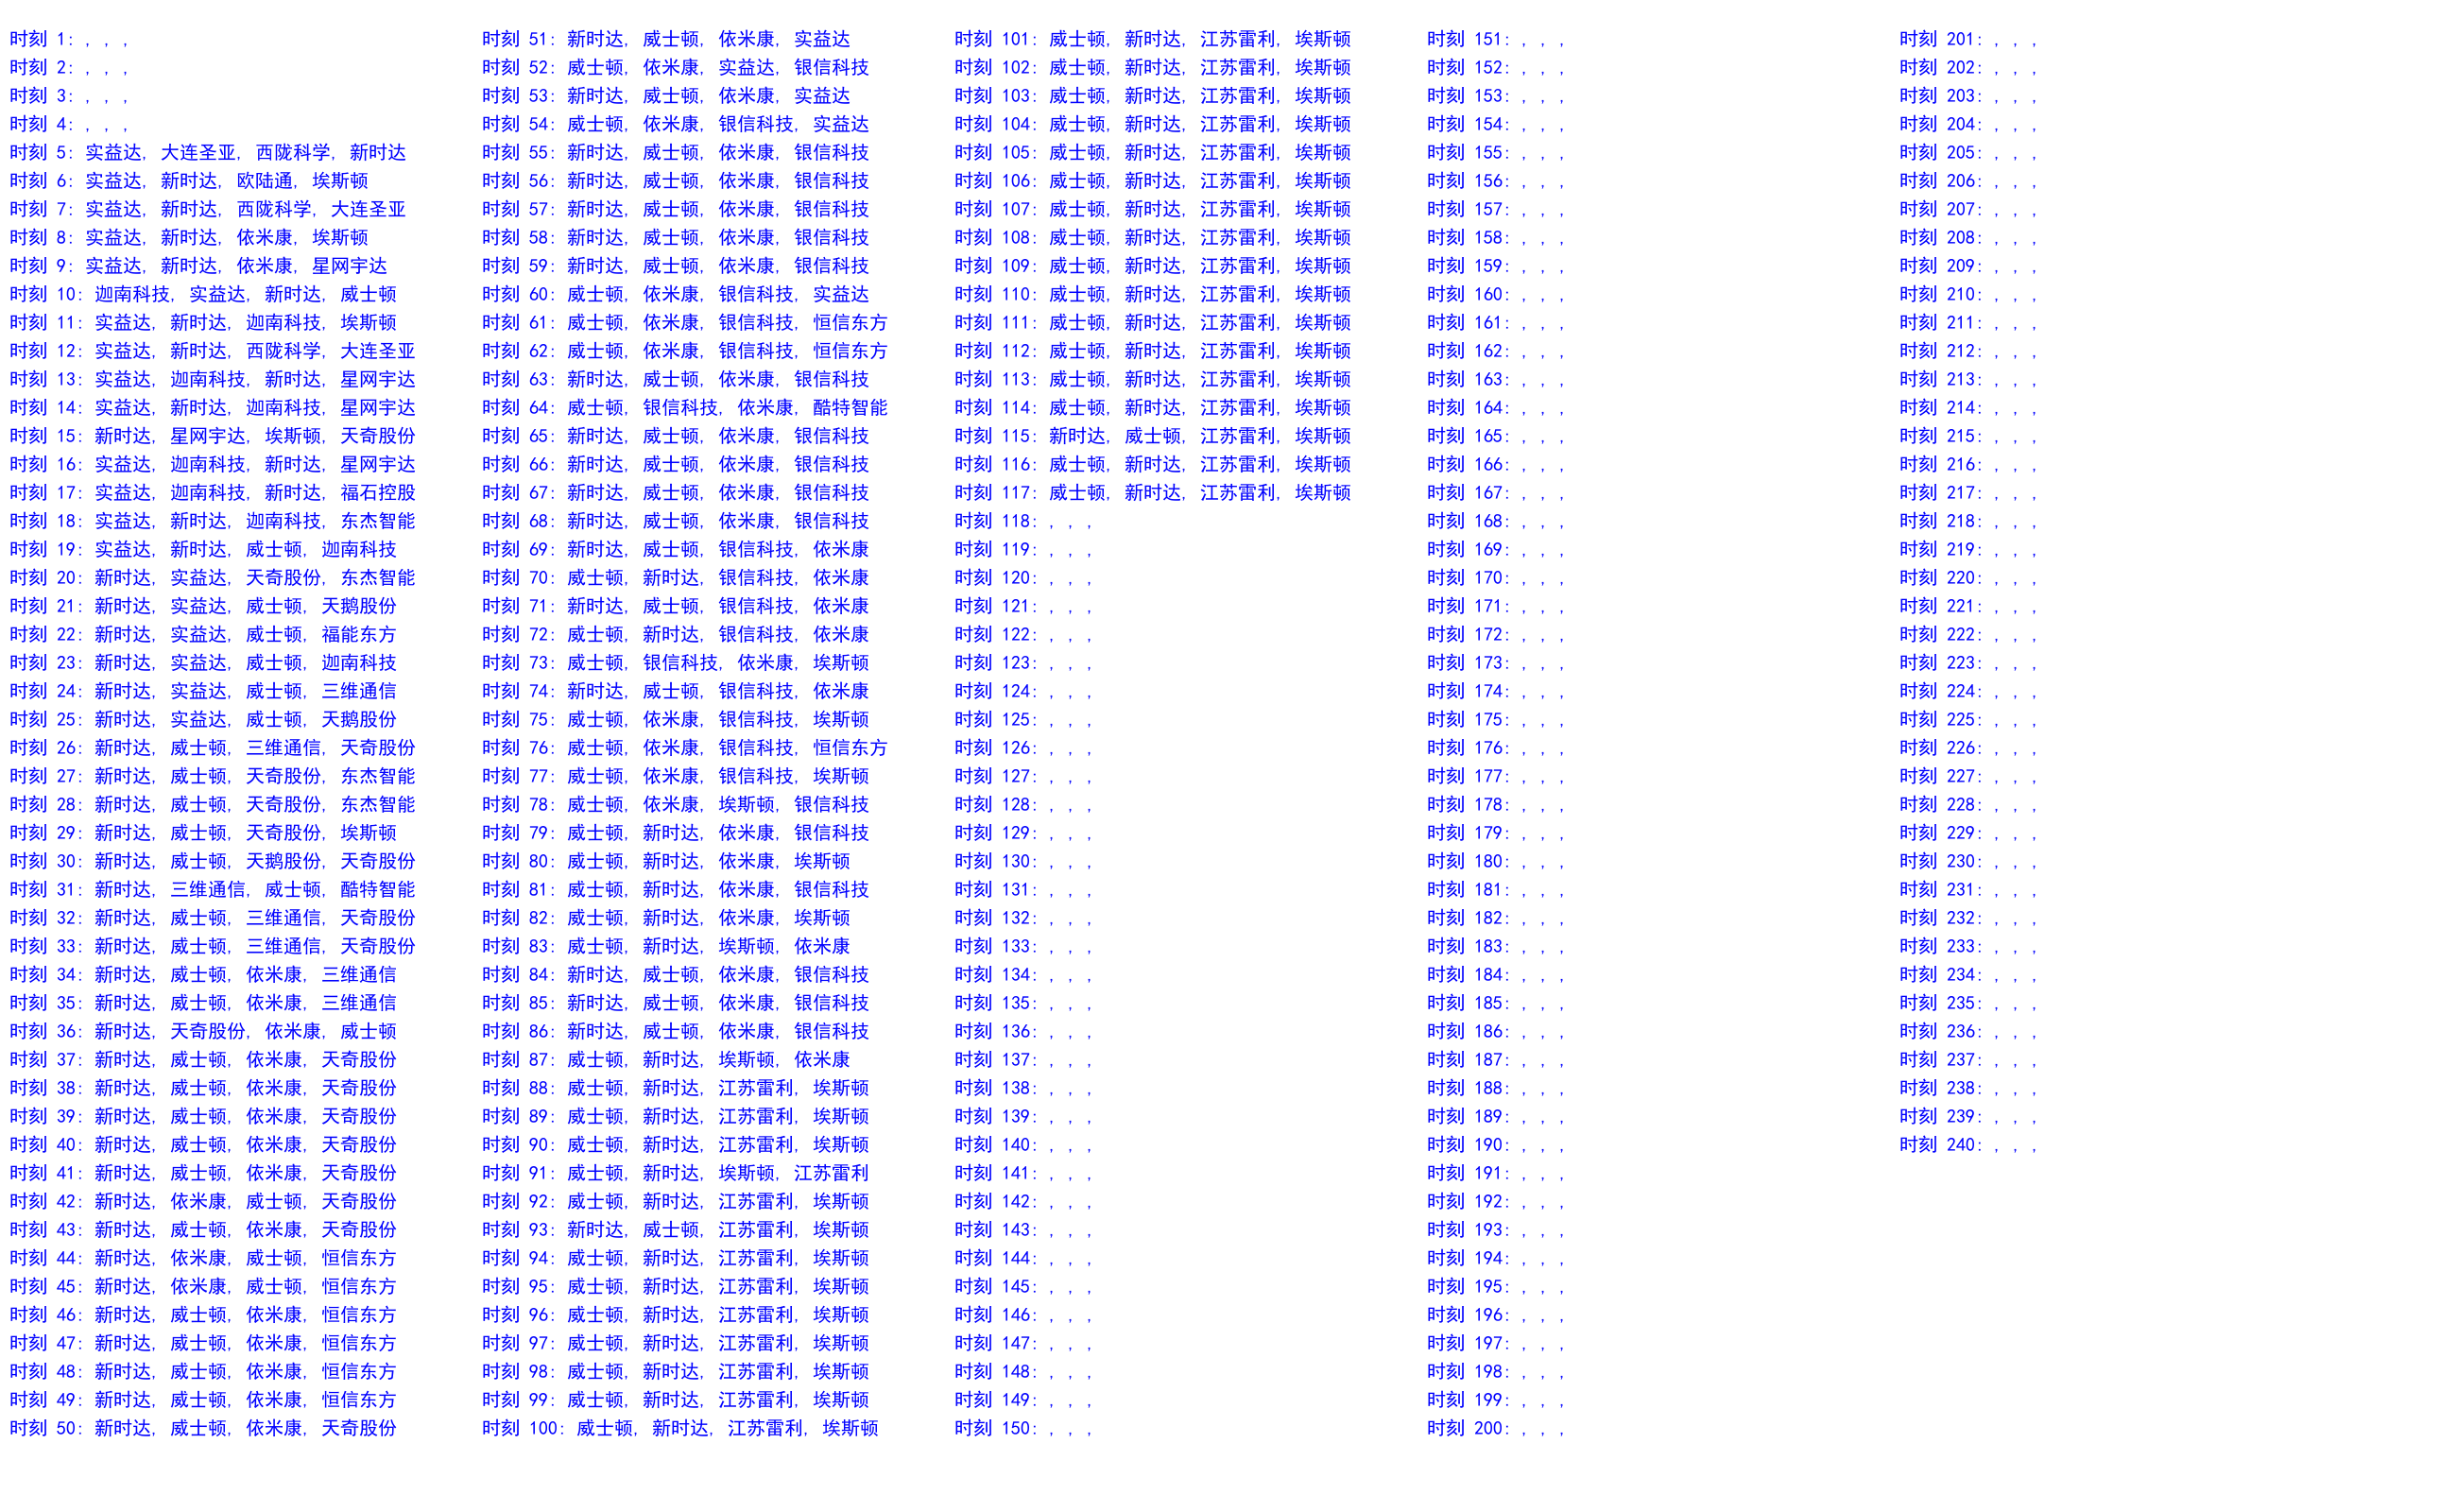 时刻 1: , , ,
时刻 2: , , ,
时刻 3: , , ,
时刻 4: , , ,
时刻 5: 实益达, 大连圣亚, 西陇科学, 新时达
时刻 6: 实益达, 新时达, 欧陆通, 埃斯顿
时刻 7: 实益达, 新时达, 西陇科学, 大连圣亚
时刻 8: 实益达, 新时达, 依米康, 埃斯顿
时刻 9: 实益达, 新时达, 依米康, 星网宇达
时刻 10: 迦南科技, 实益达, 新时达, 威士顿
时刻 11: 实益达, 新时达, 迦南科技, 埃斯顿
时刻 12: 实益达, 新时达, 西陇科学, 大连圣亚
时刻 13: 实益达, 迦南科技, 新时达, 星网宇达
时刻 14: 实益达, 新时达, 迦南科技, 星网宇达
时刻 15: 新时达, 星网宇达, 埃斯顿, 天奇股份
时刻 16: 实益达, 迦南科技, 新时达, 星网宇达
时刻 17: 实益达, 迦南科技, 新时达, 福石控股
时刻 18: 实益达, 新时达, 迦南科技, 东杰智能
时刻 19: 实益达, 新时达, 威士顿, 迦南科技
时刻 20: 新时达, 实益达, 天奇股份, 东杰智能
时刻 21: 新时达, 实益达, 威士顿, 天鹅股份
时刻 22: 新时达, 实益达, 威士顿, 福能东方
时刻 23: 新时达, 实益达, 威士顿, 迦南科技
时刻 24: 新时达, 实益达, 威士顿, 三维通信
时刻 25: 新时达, 实益达, 威士顿, 天鹅股份
时刻 26: 新时达, 威士顿, 三维通信, 天奇股份
时刻 27: 新时达, 威士顿, 天奇股份, 东杰智能
时刻 28: 新时达, 威士顿, 天奇股份, 东杰智能
时刻 29: 新时达, 威士顿, 天奇股份, 埃斯顿
时刻 30: 新时达, 威士顿, 天鹅股份, 天奇股份
时刻 31: 新时达, 三维通信, 威士顿, 酷特智能
时刻 32: 新时达, 威士顿, 三维通信, 天奇股份
时刻 33: 新时达, 威士顿, 三维通信, 天奇股份
时刻 34: 新时达, 威士顿, 依米康, 三维通信
时刻 35: 新时达, 威士顿, 依米康, 三维通信
时刻 36: 新时达, 天奇股份, 依米康, 威士顿
时刻 37: 新时达, 威士顿, 依米康, 天奇股份
时刻 38: 新时达, 威士顿, 依米康, 天奇股份
时刻 39: 新时达, 威士顿, 依米康, 天奇股份
时刻 40: 新时达, 威士顿, 依米康, 天奇股份
时刻 41: 新时达, 威士顿, 依米康, 天奇股份
时刻 42: 新时达, 依米康, 威士顿, 天奇股份
时刻 43: 新时达, 威士顿, 依米康, 天奇股份
时刻 44: 新时达, 依米康, 威士顿, 恒信东方
时刻 45: 新时达, 依米康, 威士顿, 恒信东方
时刻 46: 新时达, 威士顿, 依米康, 恒信东方
时刻 47: 新时达, 威士顿, 依米康, 恒信东方
时刻 48: 新时达, 威士顿, 依米康, 恒信东方
时刻 49: 新时达, 威士顿, 依米康, 恒信东方
时刻 50: 新时达, 威士顿, 依米康, 天奇股份
时刻 51: 新时达, 威士顿, 依米康, 实益达
时刻 52: 威士顿, 依米康, 实益达, 银信科技
时刻 53: 新时达, 威士顿, 依米康, 实益达
时刻 54: 威士顿, 依米康, 银信科技, 实益达
时刻 55: 新时达, 威士顿, 依米康, 银信科技
时刻 56: 新时达, 威士顿, 依米康, 银信科技
时刻 57: 新时达, 威士顿, 依米康, 银信科技
时刻 58: 新时达, 威士顿, 依米康, 银信科技
时刻 59: 新时达, 威士顿, 依米康, 银信科技
时刻 60: 威士顿, 依米康, 银信科技, 实益达
时刻 61: 威士顿, 依米康, 银信科技, 恒信东方
时刻 62: 威士顿, 依米康, 银信科技, 恒信东方
时刻 63: 新时达, 威士顿, 依米康, 银信科技
时刻 64: 威士顿, 银信科技, 依米康, 酷特智能
时刻 65: 新时达, 威士顿, 依米康, 银信科技
时刻 66: 新时达, 威士顿, 依米康, 银信科技
时刻 67: 新时达, 威士顿, 依米康, 银信科技
时刻 68: 新时达, 威士顿, 依米康, 银信科技
时刻 69: 新时达, 威士顿, 银信科技, 依米康
时刻 70: 威士顿, 新时达, 银信科技, 依米康
时刻 71: 新时达, 威士顿, 银信科技, 依米康
时刻 72: 威士顿, 新时达, 银信科技, 依米康
时刻 73: 威士顿, 银信科技, 依米康, 埃斯顿
时刻 74: 新时达, 威士顿, 银信科技, 依米康
时刻 75: 威士顿, 依米康, 银信科技, 埃斯顿
时刻 76: 威士顿, 依米康, 银信科技, 恒信东方
时刻 77: 威士顿, 依米康, 银信科技, 埃斯顿
时刻 78: 威士顿, 依米康, 埃斯顿, 银信科技
时刻 79: 威士顿, 新时达, 依米康, 银信科技
时刻 80: 威士顿, 新时达, 依米康, 埃斯顿
时刻 81: 威士顿, 新时达, 依米康, 银信科技
时刻 82: 威士顿, 新时达, 依米康, 埃斯顿
时刻 83: 威士顿, 新时达, 埃斯顿, 依米康
时刻 84: 新时达, 威士顿, 依米康, 银信科技
时刻 85: 新时达, 威士顿, 依米康, 银信科技
时刻 86: 新时达, 威士顿, 依米康, 银信科技
时刻 87: 威士顿, 新时达, 埃斯顿, 依米康
时刻 88: 威士顿, 新时达, 江苏雷利, 埃斯顿
时刻 89: 威士顿, 新时达, 江苏雷利, 埃斯顿
时刻 90: 威士顿, 新时达, 江苏雷利, 埃斯顿
时刻 91: 威士顿, 新时达, 埃斯顿, 江苏雷利
时刻 92: 威士顿, 新时达, 江苏雷利, 埃斯顿
时刻 93: 新时达, 威士顿, 江苏雷利, 埃斯顿
时刻 94: 威士顿, 新时达, 江苏雷利, 埃斯顿
时刻 95: 威士顿, 新时达, 江苏雷利, 埃斯顿
时刻 96: 威士顿, 新时达, 江苏雷利, 埃斯顿
时刻 97: 威士顿, 新时达, 江苏雷利, 埃斯顿
时刻 98: 威士顿, 新时达, 江苏雷利, 埃斯顿
时刻 99: 威士顿, 新时达, 江苏雷利, 埃斯顿
时刻 100: 威士顿, 新时达, 江苏雷利, 埃斯顿
时刻 101: 威士顿, 新时达, 江苏雷利, 埃斯顿
时刻 102: 威士顿, 新时达, 江苏雷利, 埃斯顿
时刻 103: 威士顿, 新时达, 江苏雷利, 埃斯顿
时刻 104: 威士顿, 新时达, 江苏雷利, 埃斯顿
时刻 105: 威士顿, 新时达, 江苏雷利, 埃斯顿
时刻 106: 威士顿, 新时达, 江苏雷利, 埃斯顿
时刻 107: 威士顿, 新时达, 江苏雷利, 埃斯顿
时刻 108: 威士顿, 新时达, 江苏雷利, 埃斯顿
时刻 109: 威士顿, 新时达, 江苏雷利, 埃斯顿
时刻 110: 威士顿, 新时达, 江苏雷利, 埃斯顿
时刻 111: 威士顿, 新时达, 江苏雷利, 埃斯顿
时刻 112: 威士顿, 新时达, 江苏雷利, 埃斯顿
时刻 113: 威士顿, 新时达, 江苏雷利, 埃斯顿
时刻 114: 威士顿, 新时达, 江苏雷利, 埃斯顿
时刻 115: 新时达, 威士顿, 江苏雷利, 埃斯顿
时刻 116: 威士顿, 新时达, 江苏雷利, 埃斯顿
时刻 117: 威士顿, 新时达, 江苏雷利, 埃斯顿
时刻 118: , , ,
时刻 119: , , ,
时刻 120: , , ,
时刻 121: , , ,
时刻 122: , , ,
时刻 123: , , ,
时刻 124: , , ,
时刻 125: , , ,
时刻 126: , , ,
时刻 127: , , ,
时刻 128: , , ,
时刻 129: , , ,
时刻 130: , , ,
时刻 131: , , ,
时刻 132: , , ,
时刻 133: , , ,
时刻 134: , , ,
时刻 135: , , ,
时刻 136: , , ,
时刻 137: , , ,
时刻 138: , , ,
时刻 139: , , ,
时刻 140: , , ,
时刻 141: , , ,
时刻 142: , , ,
时刻 143: , , ,
时刻 144: , , ,
时刻 145: , , ,
时刻 146: , , ,
时刻 147: , , ,
时刻 148: , , ,
时刻 149: , , ,
时刻 150: , , ,
时刻 151: , , ,
时刻 152: , , ,
时刻 153: , , ,
时刻 154: , , ,
时刻 155: , , ,
时刻 156: , , ,
时刻 157: , , ,
时刻 158: , , ,
时刻 159: , , ,
时刻 160: , , ,
时刻 161: , , ,
时刻 162: , , ,
时刻 163: , , ,
时刻 164: , , ,
时刻 165: , , ,
时刻 166: , , ,
时刻 167: , , ,
时刻 168: , , ,
时刻 169: , , ,
时刻 170: , , ,
时刻 171: , , ,
时刻 172: , , ,
时刻 173: , , ,
时刻 174: , , ,
时刻 175: , , ,
时刻 176: , , ,
时刻 177: , , ,
时刻 178: , , ,
时刻 179: , , ,
时刻 180: , , ,
时刻 181: , , ,
时刻 182: , , ,
时刻 183: , , ,
时刻 184: , , ,
时刻 185: , , ,
时刻 186: , , ,
时刻 187: , , ,
时刻 188: , , ,
时刻 189: , , ,
时刻 190: , , ,
时刻 191: , , ,
时刻 192: , , ,
时刻 193: , , ,
时刻 194: , , ,
时刻 195: , , ,
时刻 196: , , ,
时刻 197: , , ,
时刻 198: , , ,
时刻 199: , , ,
时刻 200: , , ,
时刻 201: , , ,
时刻 202: , , ,
时刻 203: , , ,
时刻 204: , , ,
时刻 205: , , ,
时刻 206: , , ,
时刻 207: , , ,
时刻 208: , , ,
时刻 209: , , ,
时刻 210: , , ,
时刻 211: , , ,
时刻 212: , , ,
时刻 213: , , ,
时刻 214: , , ,
时刻 215: , , ,
时刻 216: , , ,
时刻 217: , , ,
时刻 218: , , ,
时刻 219: , , ,
时刻 220: , , ,
时刻 221: , , ,
时刻 222: , , ,
时刻 223: , , ,
时刻 224: , , ,
时刻 225: , , ,
时刻 226: , , ,
时刻 227: , , ,
时刻 228: , , ,
时刻 229: , , ,
时刻 230: , , ,
时刻 231: , , ,
时刻 232: , , ,
时刻 233: , , ,
时刻 234: , , ,
时刻 235: , , ,
时刻 236: , , ,
时刻 237: , , ,
时刻 238: , , ,
时刻 239: , , ,
时刻 240: , , ,